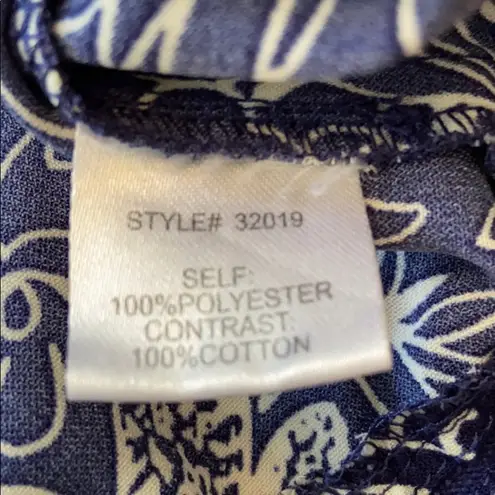 STYLE# 32019
SELF:
100%POLYESTER
CONTRAST:
100%COTTON